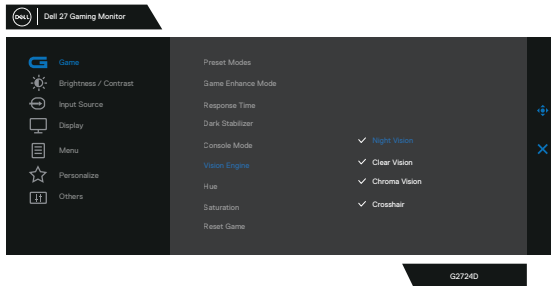 DELL
Dell 27 Gaming Monitor
Game
Brightness / Contrast
Input Source
Display
Menu
Personalize
Others
Preset Modes
Game Enhance Mode
Response Time
Dark Stabilizer
Console Mode
Vision Engine
Hue
Saturation
Reset Game
Night Vision
Clear Vision
Chroma Vision
Crosshair
G2724D